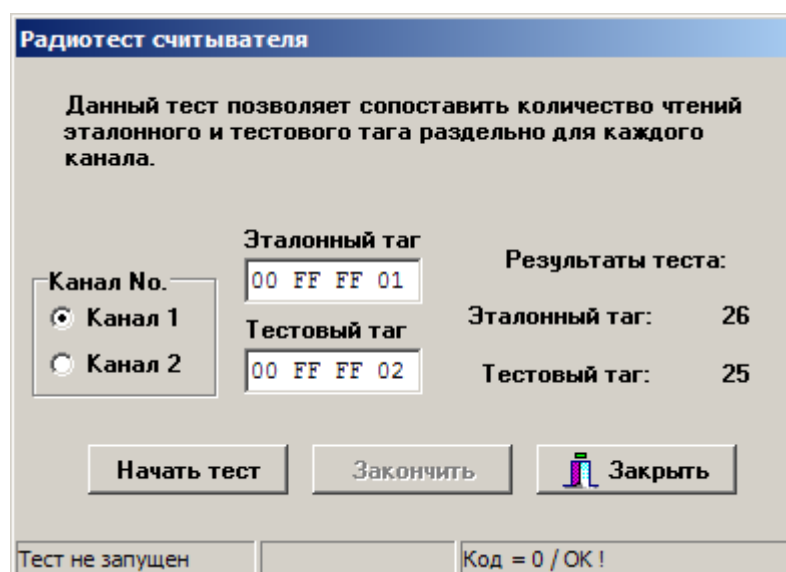 Радиотест считывателя
Данный тест позволяет сопоставить количество чтений
эталонного и тестового тага раздельно для каждого
канала.
Канал No.
Канал 1
Канал 2
Эталонный таг
00 FF FF 01
Тестовый таг
00 FF FF 02
Результаты теста:
Эталонный таг: 26
Тестовый таг: 25
Начать тест
Закончить
Закрыть
Тест не запущен
Код = 0 / OK !